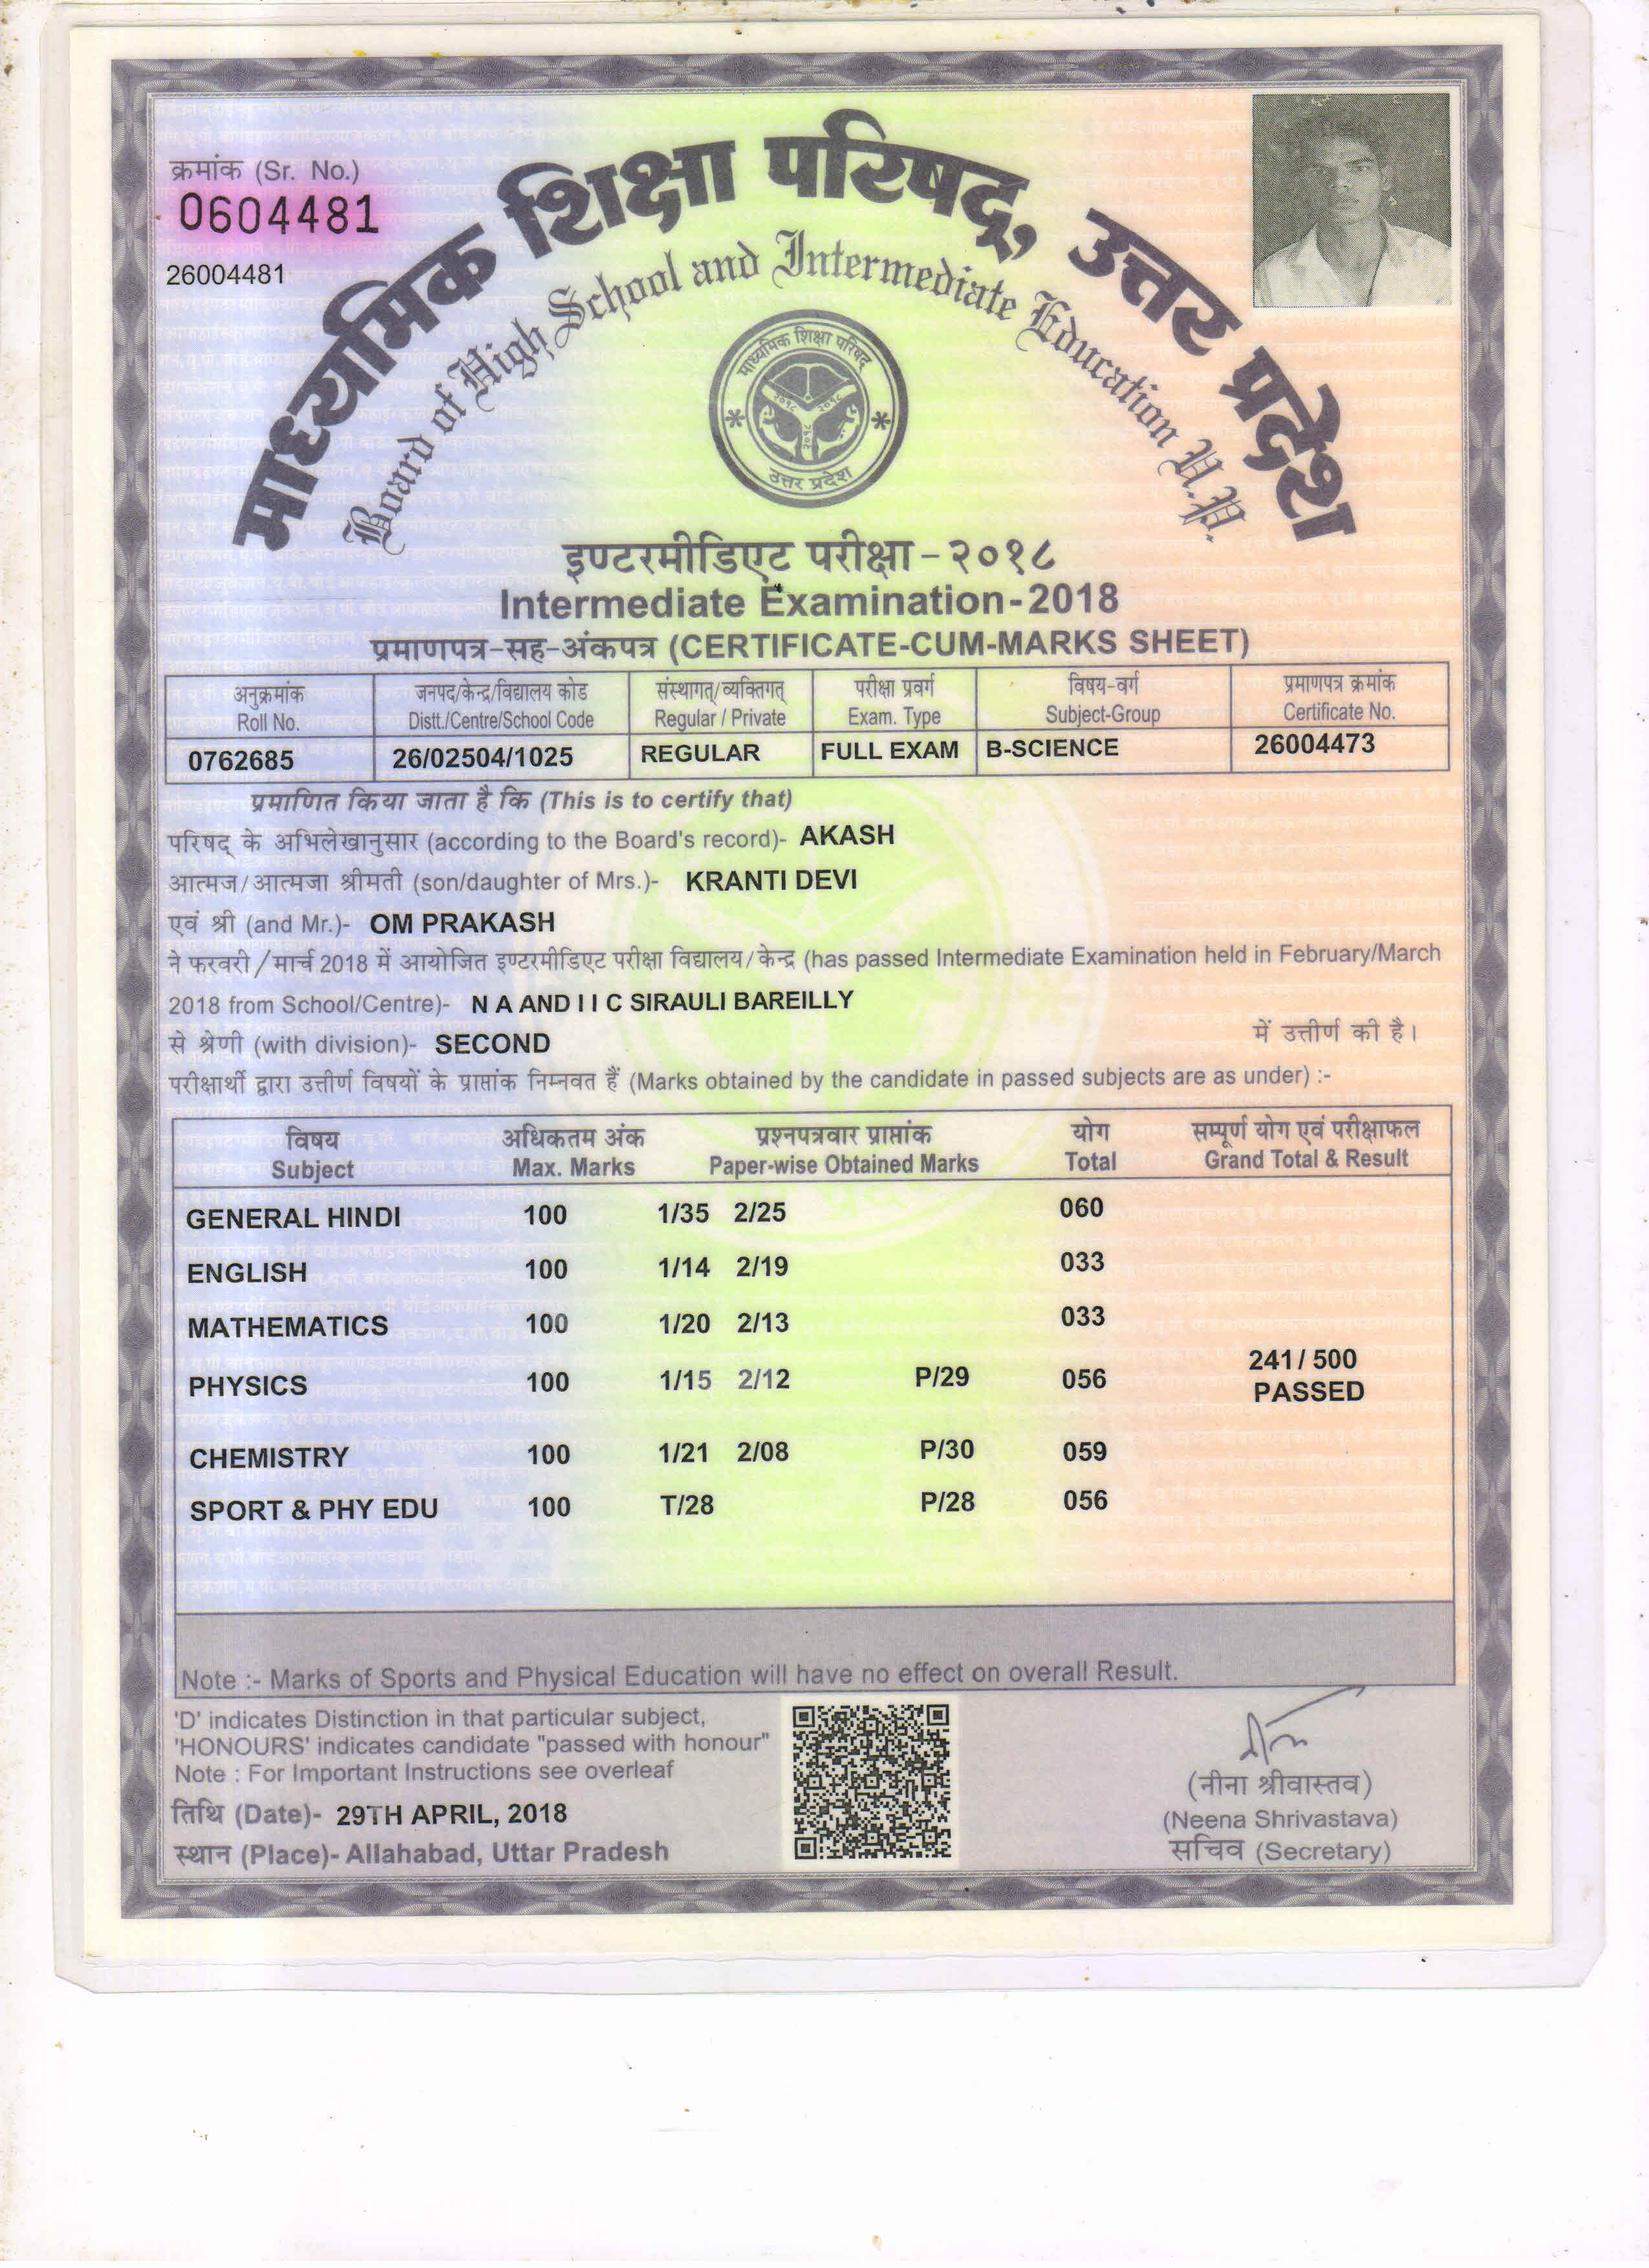 क्रमांक (Sr. No.)
0604481
26004481
माध्यमिक शिक्षा परिषद्, उत्तर प्रदेश
Board of High School and Intermediate Education U.P.
माध्यमिक शिक्षा परिषद्
२०१८ २०१८
२०१८
उत्तर प्रदेश
इण्टरमीडिएट परीक्षा - २०१८
Intermediate Examination-2018
प्रमाणपत्र-सह-अंकपत्र (CERTIFICATE-CUM-MARKS SHEET)
अनुक्रमांक जनपद/केन्द्र/विद्यालय कोड संस्थागत्/व्यक्तिगत् परीक्षा प्रवर्ग विषय-वर्ग प्रमाणपत्र क्रमांक
Roll No. Distt./Centre/School Code Regular / Private Exam. Type Subject-Group Certificate No.
0762685 26/02504/1025 REGULAR FULL EXAM B-SCIENCE 26004473
प्रमाणित किया जाता है कि (This is to certify that)
परिषद् के अभिलेखानुसार (according to the Board's record)- AKASH
आत्मज/आत्मजा श्रीमती (son/daughter of Mrs.)- KRANTI DEVI
एवं श्री (and Mr.)- OM PRAKASH
ने फरवरी/मार्च 2018 में आयोजित इण्टरमीडिएट परीक्षा विद्यालय/केन्द्र (has passed Intermediate Examination held in February/March
2018 from School/Centre)- N A AND I I C SIRAULI BAREILLY
से श्रेणी (with division)- SECOND में उत्तीर्ण की है।
परीक्षार्थी द्वारा उत्तीर्ण विषयों के प्राप्तांक निम्नवत हैं (Marks obtained by the candidate in passed subjects are as under) :-
विषय अधिकतम अंक प्रश्नपत्रवार प्राप्तांक योग सम्पूर्ण योग एवं परीक्षाफल
Subject Max. Marks Paper-wise Obtained Marks Total Grand Total & Result
GENERAL HINDI 100 1/35 2/25 060
ENGLISH 100 1/14 2/19 033
MATHEMATICS 100 1/20 2/13 033
241/ 500
PHYSICS 100 1/15 2/12 P/29 056
PASSED
CHEMISTRY 100 1/21 2/08 P/30 059
SPORT & PHY EDU 100 T/28 P/28 056
Note :- Marks of Sports and Physical Education will have no effect on overall Result.
'D' indicates Distinction in that particular subject,
'HONOURS' indicates candidate "passed with honour"
Note : For Important Instructions see overleaf
तिथि (Date)- 29TH APRIL, 2018
स्थान (Place)- Allahabad, Uttar Pradesh
(नीना श्रीवास्तव)
(Neena Shrivastava)
सचिव (Secretary)